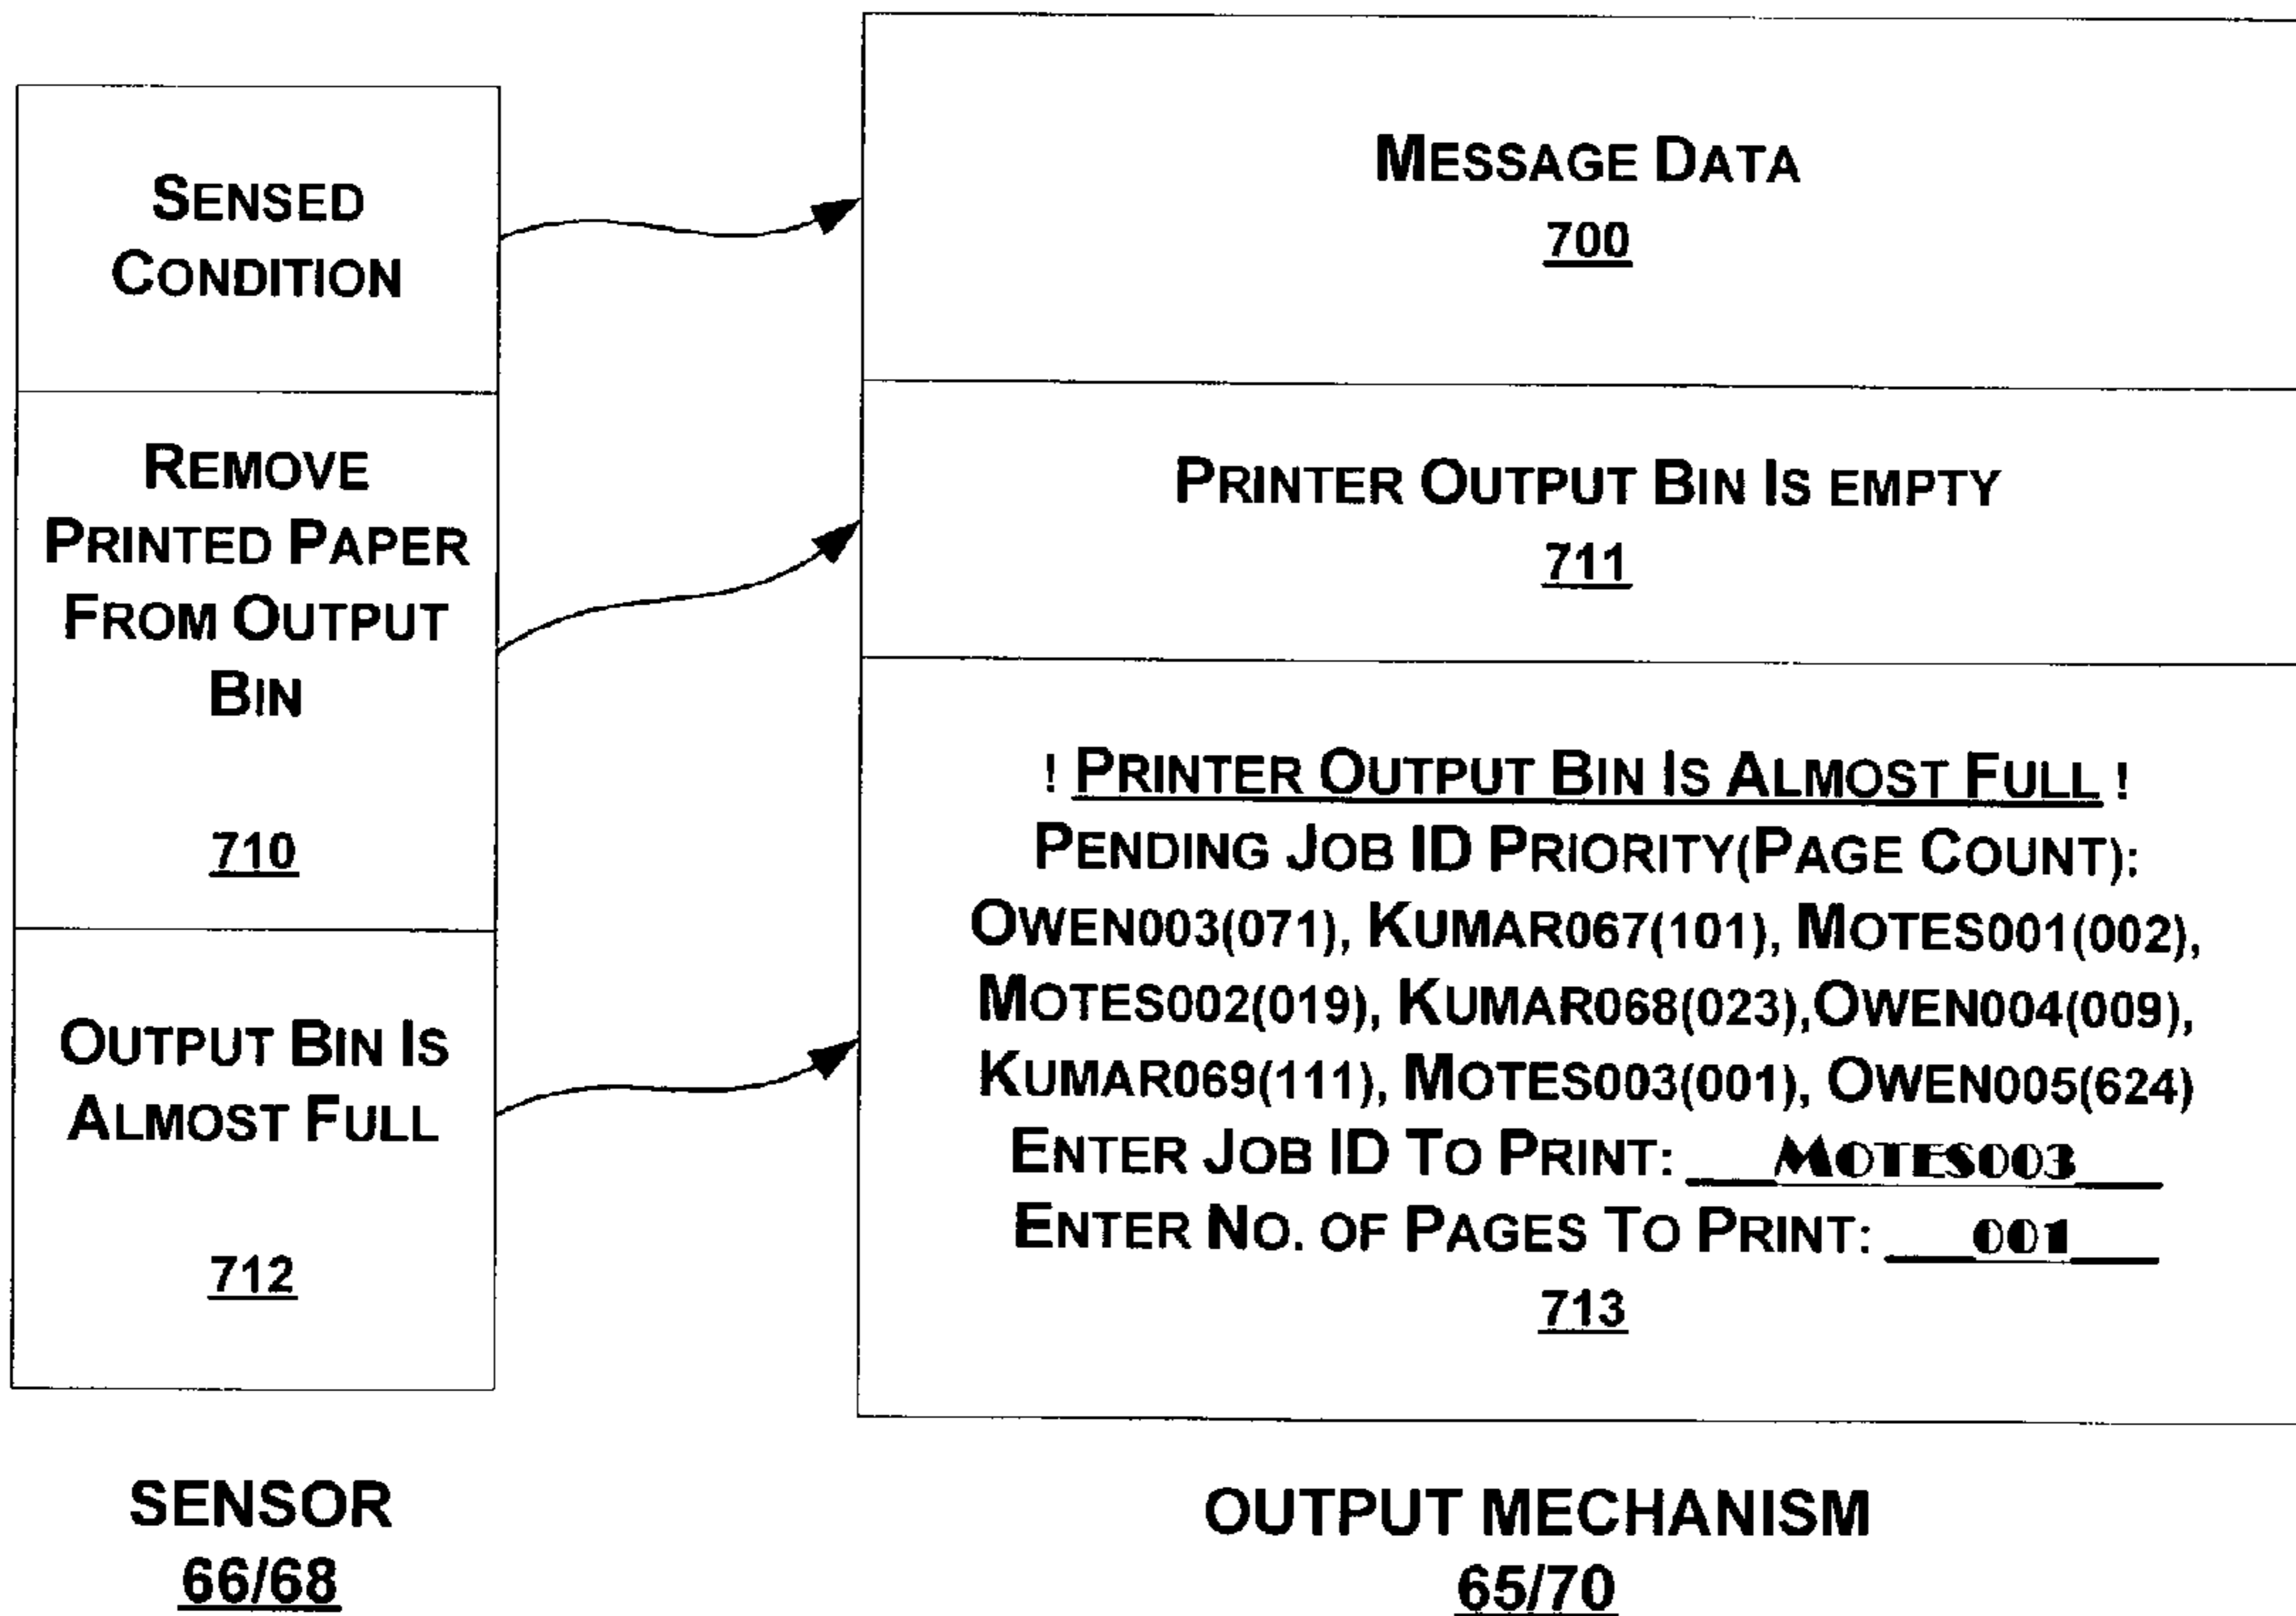 SENSED
CONDITION
REMOVE
PRINTED PAPER
FROM OUTPUT
BIN
710
OUTPUT BIN IS
ALMOST FULL
712
SENSOR
66/68
MESSAGE DATA
700
PRINTER OUTPUT BIN IS EMPTY
711
! PRINTER OUTPUT BIN IS ALMOST FULL !
PENDING JOB ID PRIORITY(PAGE COUNT):
OWEN003(071), KUMAR067(101), MOTES001(002),
MOTES002(019), KUMAR068(023),OWEN004(009),
KUMAR069(111), MOTES003(001), OWEN005(624)
ENTER JOB ID TO PRINT: MOTES003
ENTER NO. OF PAGES TO PRINT: 001
713
OUTPUT MECHANISM
65/70